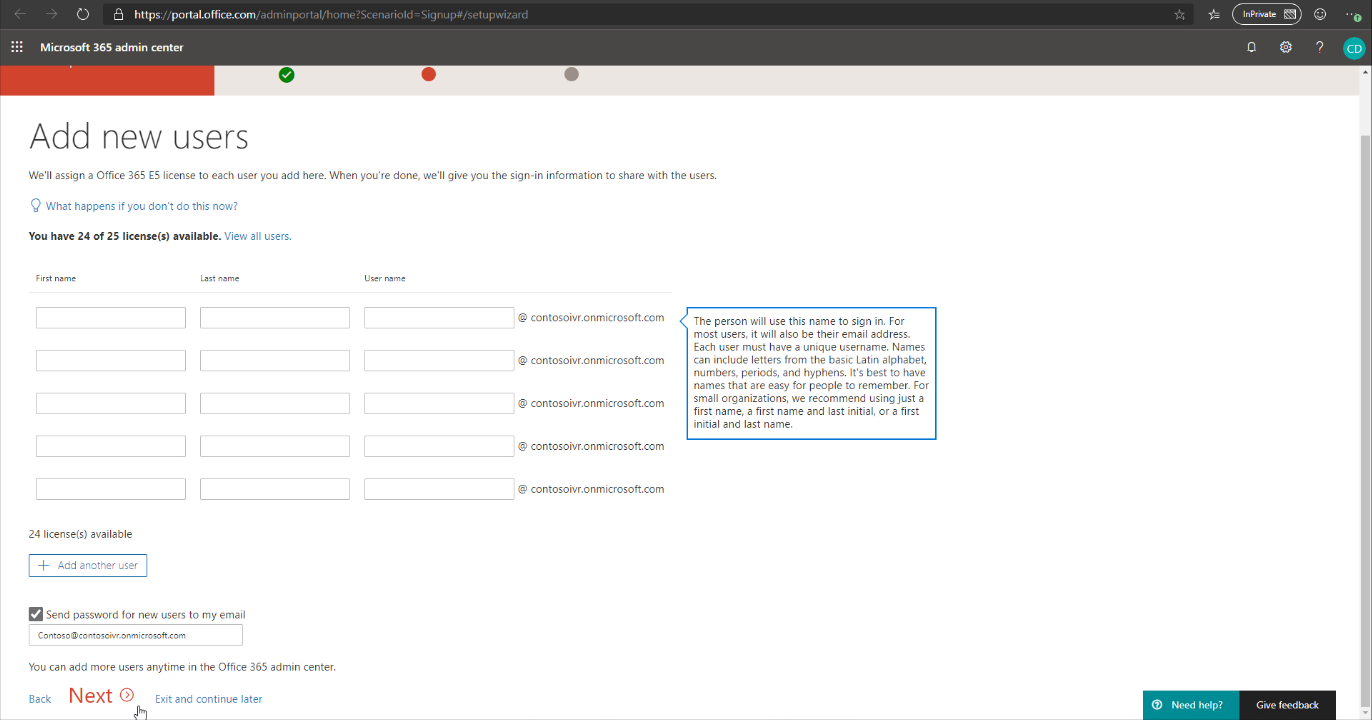 https://portal.office.com/adminportal/home?ScenarioId=Signup#/setupwizard
InPrivate
Microsoft 365 admin center
?
CD
Add new users
We'll assign a Office 365 E5 license to each user you add here. When you're done, we'll give you the sign-in information to share with the users.
What happens if you don't do this now?
You have 24 of 25 license(s) available. View all users.
First name Last name User name
@ contosoivr.onmicrosoft.com
@ contosoivr.onmicrosoft.com
@ contosoivr.onmicrosoft.com
@ contosoivr.onmicrosoft.com
@ contosoivr.onmicrosoft.com
The person will use this name to sign in. For
most users, it will also be their email address.
Each user must have a unique username. Names
can include letters from the basic Latin alphabet,
numbers, periods, and hyphens. It's best to have
names that are easy for people to remember. For
small organizations, we recommend using just a
first name, a first name and last initial, or a first
initial and last name.
24 license(s) available
+ Add another user
Send password for new users to my email
Contoso@contosoivr.onmicrosoft.com
You can add more users anytime in the Office 365 admin center.
Back Next Exit and continue later
Need help? Give feedback